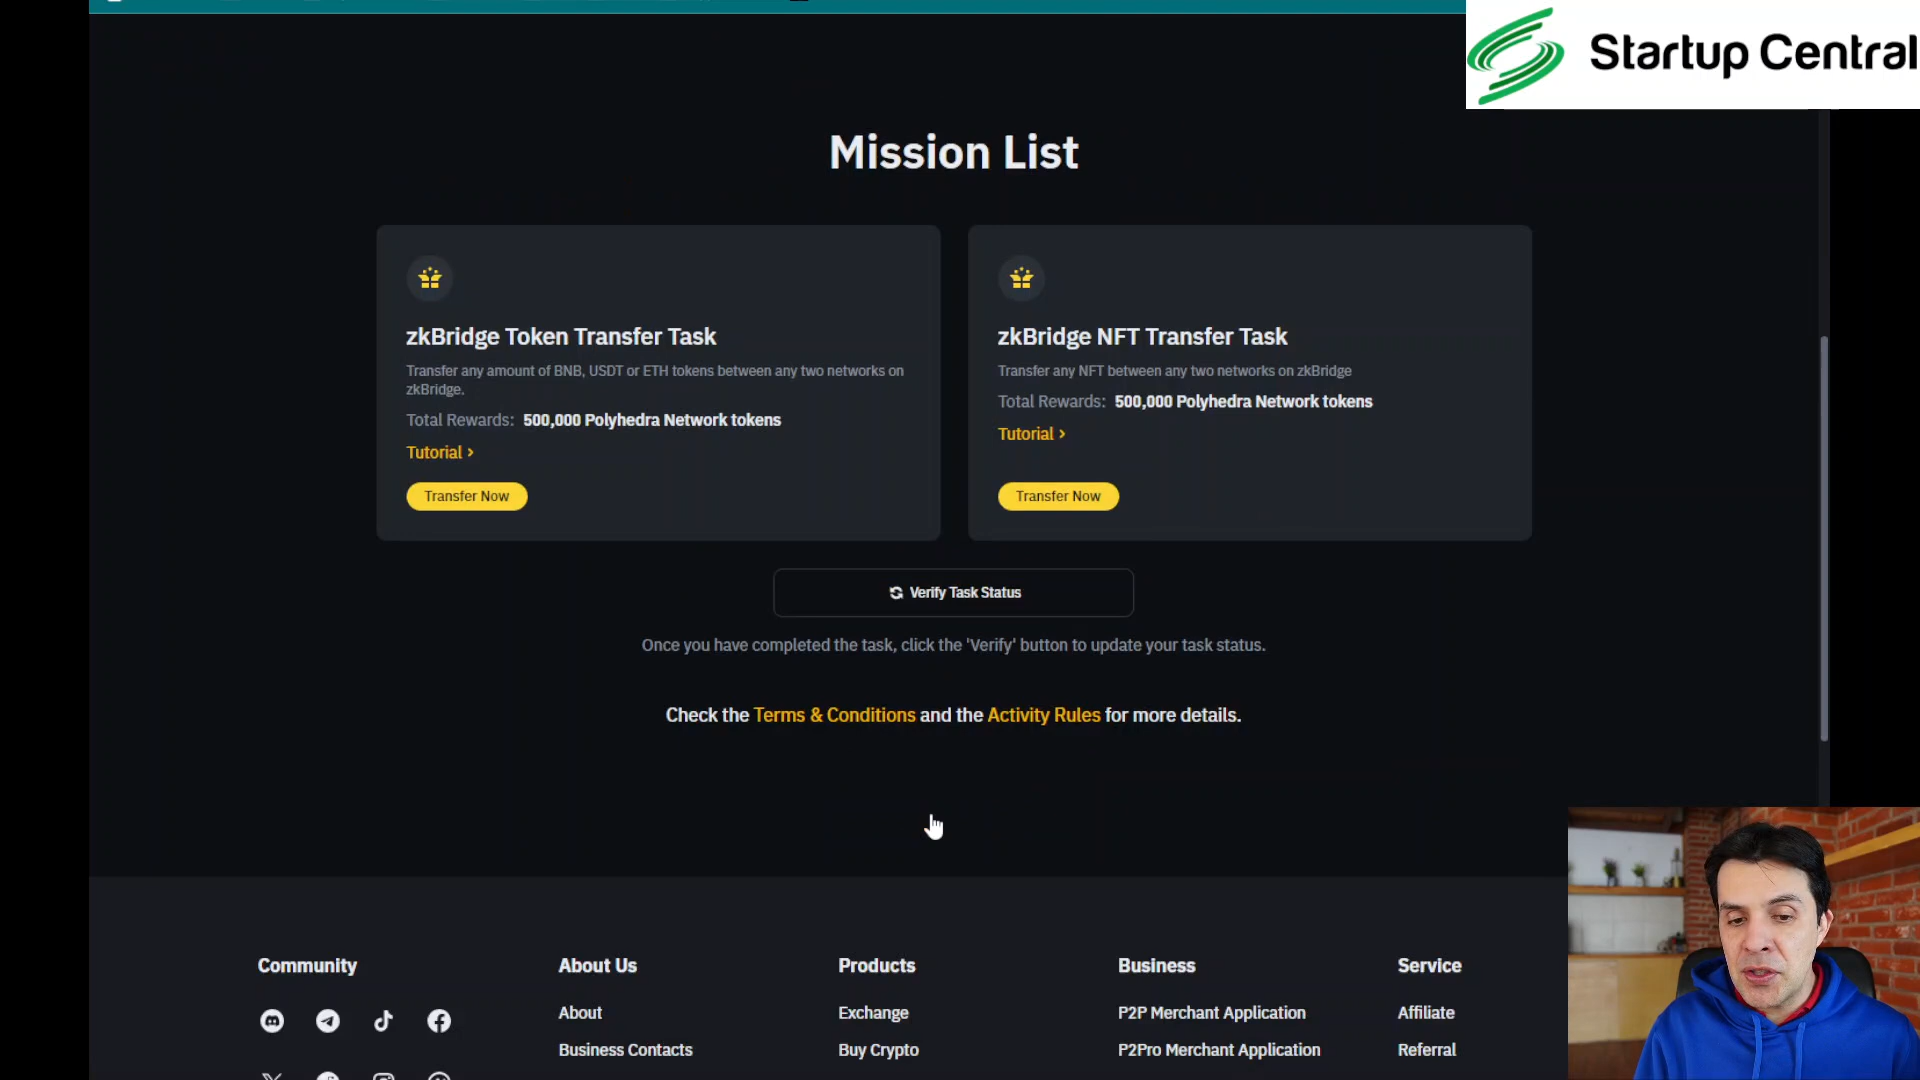 Startup Central
Mission List
zkBridge Token Transfer Task
Transfer any amount of BNB, USDT or ETH tokens between any two networks on
zkBridge.
Total Rewards: 500,000 Polyhedra Network tokens
Tutorial >
Transfer Now
zkBridge NFT Transfer Task
Transfer any NFT between any two networks on zkBridge
Total Rewards: 500,000 Polyhedra Network tokens
Tutorial >
Transfer Now
Verify Task Status
Once you have completed the task, click the 'Verify' button to update your task status.
Check the Terms & Conditions and the Activity Rules for more details.
Community
About Us
About
Business Contacts
Products
Exchange
Buy Crypto
Business
P2P Merchant Application
P2Pro Merchant Application
Service
Affiliate
Referral